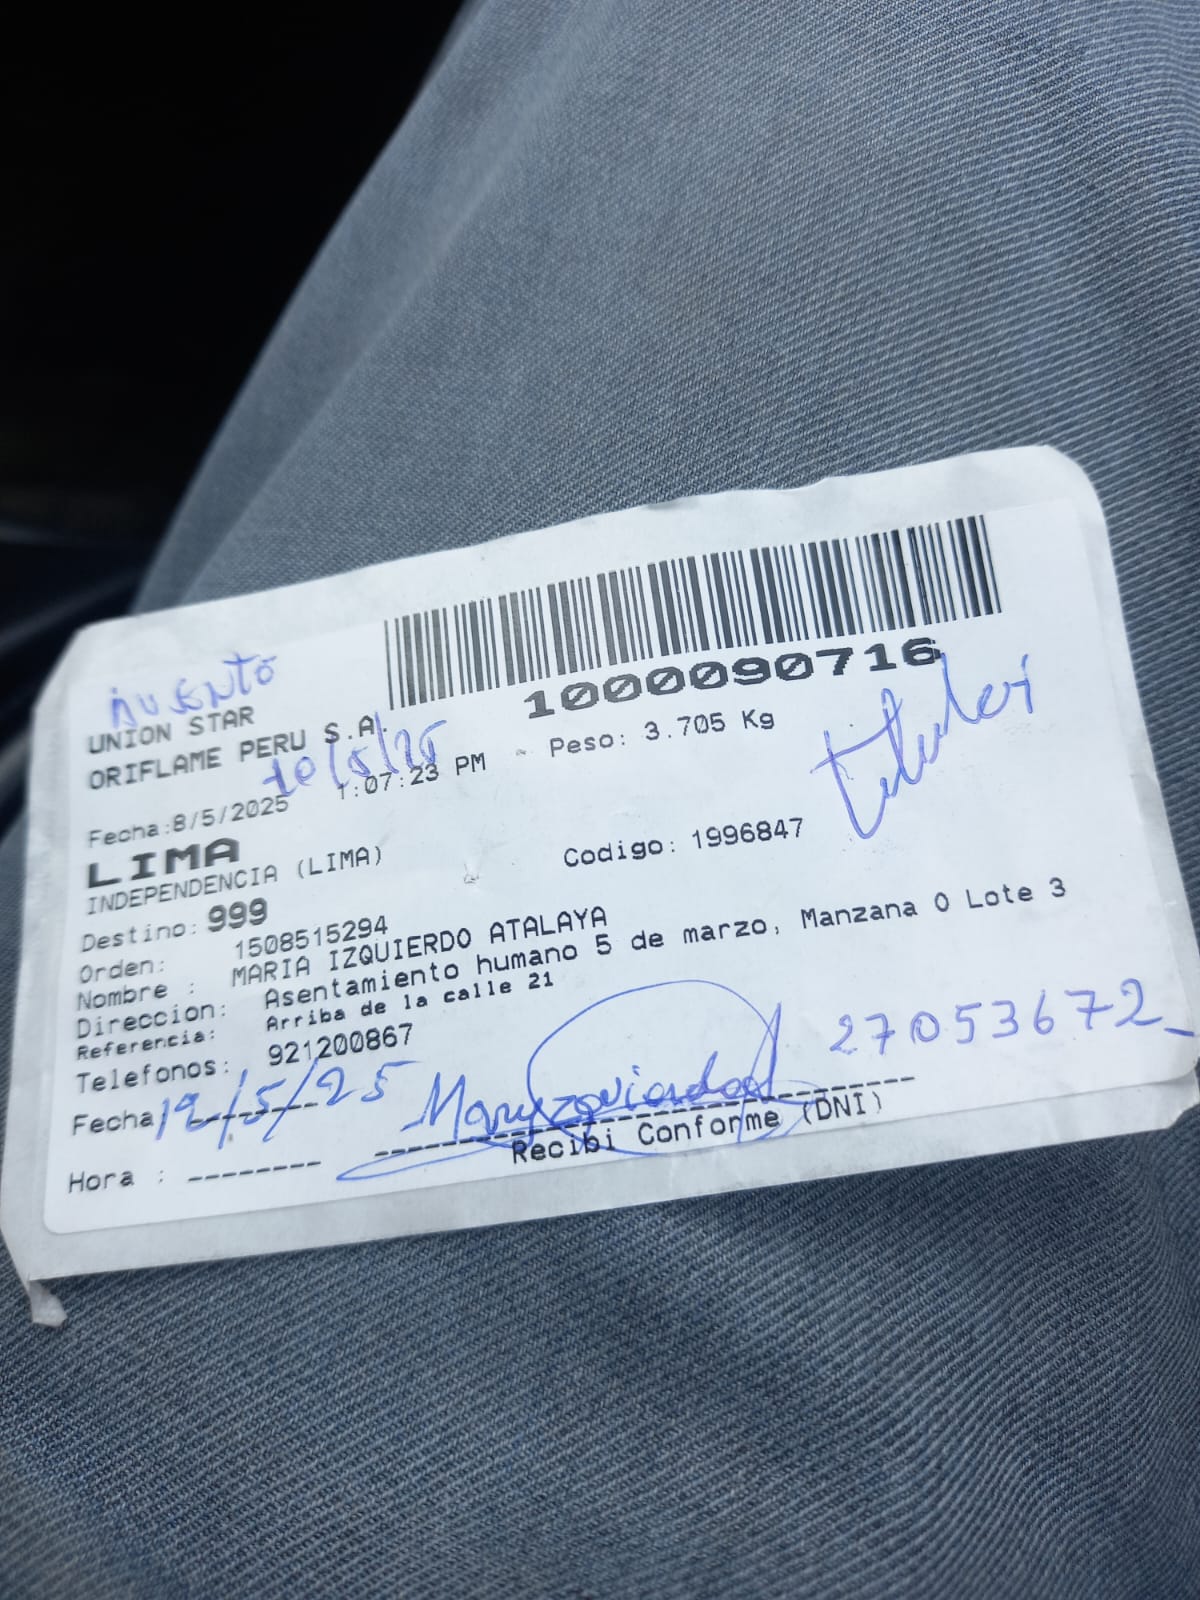 1000090716
AUSENTE
UNION STAR
ORIFLAME PERU S.A.
10/5/25
Fecha:8/5/2025 1:07:23 PM - Peso: 3.705 Kg
titular
LIMA
INDEPENDENCIA (LIMA) Codigo: 1996847
Destino: 999
Orden: 1508515294
Nombre : MARIA IZQUIERDO ATALAYA
Direccion: Asentamiento humano 5 de marzo, Manzana O Lote 3
Referencia: Arriba de la calle 21
Telefonos: 921200867
Fecha 12/5/25 27053672
Hora : -------- Recibi Conforme (DNI)